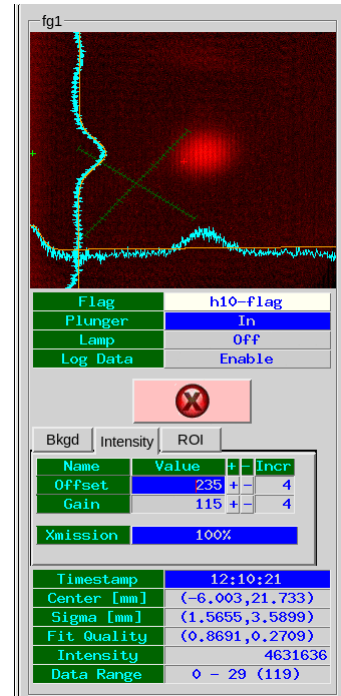 fg1
Flag h10-flag
Plunger In
Lamp Off
Log Data Enable
Bkgd Intensity ROI
Name Value + - Incr
Offset 235 + - 4
Gain 115 + - 4
Xmission 100%
Timestamp 12:10:21
Center [mm] (-6.003,21.733)
Sigma [mm] (1.5655,3.5899)
Fit Quality (0.8691,0.2709)
Intensity 4631636
Data Range 0 - 29 (119)